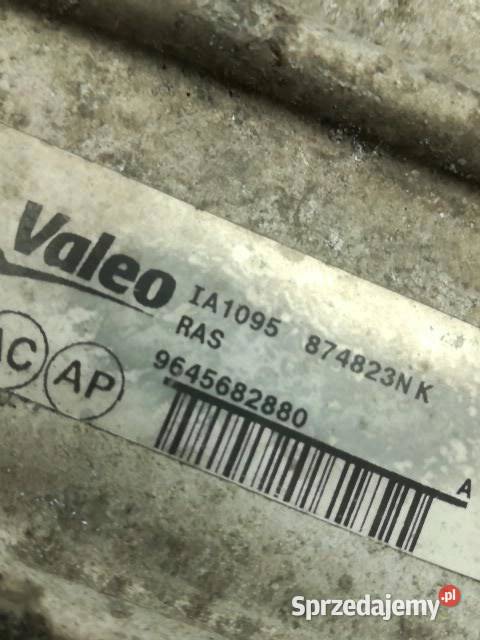 Valeo IA1095 874823N K
RAS
9645682880
AC AP
A
Sprzedajemy.pl